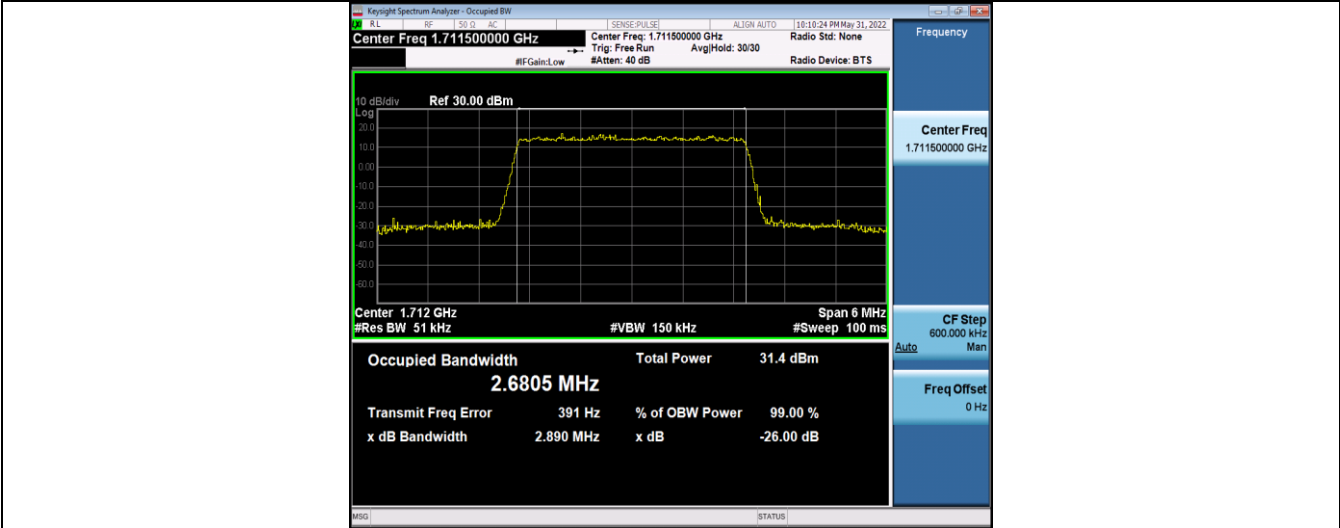 Keysight Spectrum Analyzer - Occupied BW
RL RF 50 Ω AC SENSE:PULSE ALIGN AUTO 10:10:24 PM May 31, 2022
Center Freq 1.711500000 GHz
Center Freq: 1.711500000 GHz Radio Std: None
Trig: Free Run Avg|Hold: 30/30
#IFGain:Low #Atten: 40 dB Radio Device: BTS
Frequency
10 dB/div Ref 30.00 dBm
Log
20.0
10.0
0.00
-10.0
-20.0
-30.0
-40.0
-50.0
-60.0
Center 1.712 GHz Span 6 MHz
#Res BW 51 kHz #VBW 150 kHz #Sweep 100 ms
Center Freq
1.711500000 GHz
CF Step
600.000 kHz
Auto Man
Freq Offset
0 Hz
Occupied Bandwidth Total Power 31.4 dBm
2.6805 MHz
Transmit Freq Error 391 Hz % of OBW Power 99.00 %
x dB Bandwidth 2.890 MHz x dB -26.00 dB
MSG STATUS